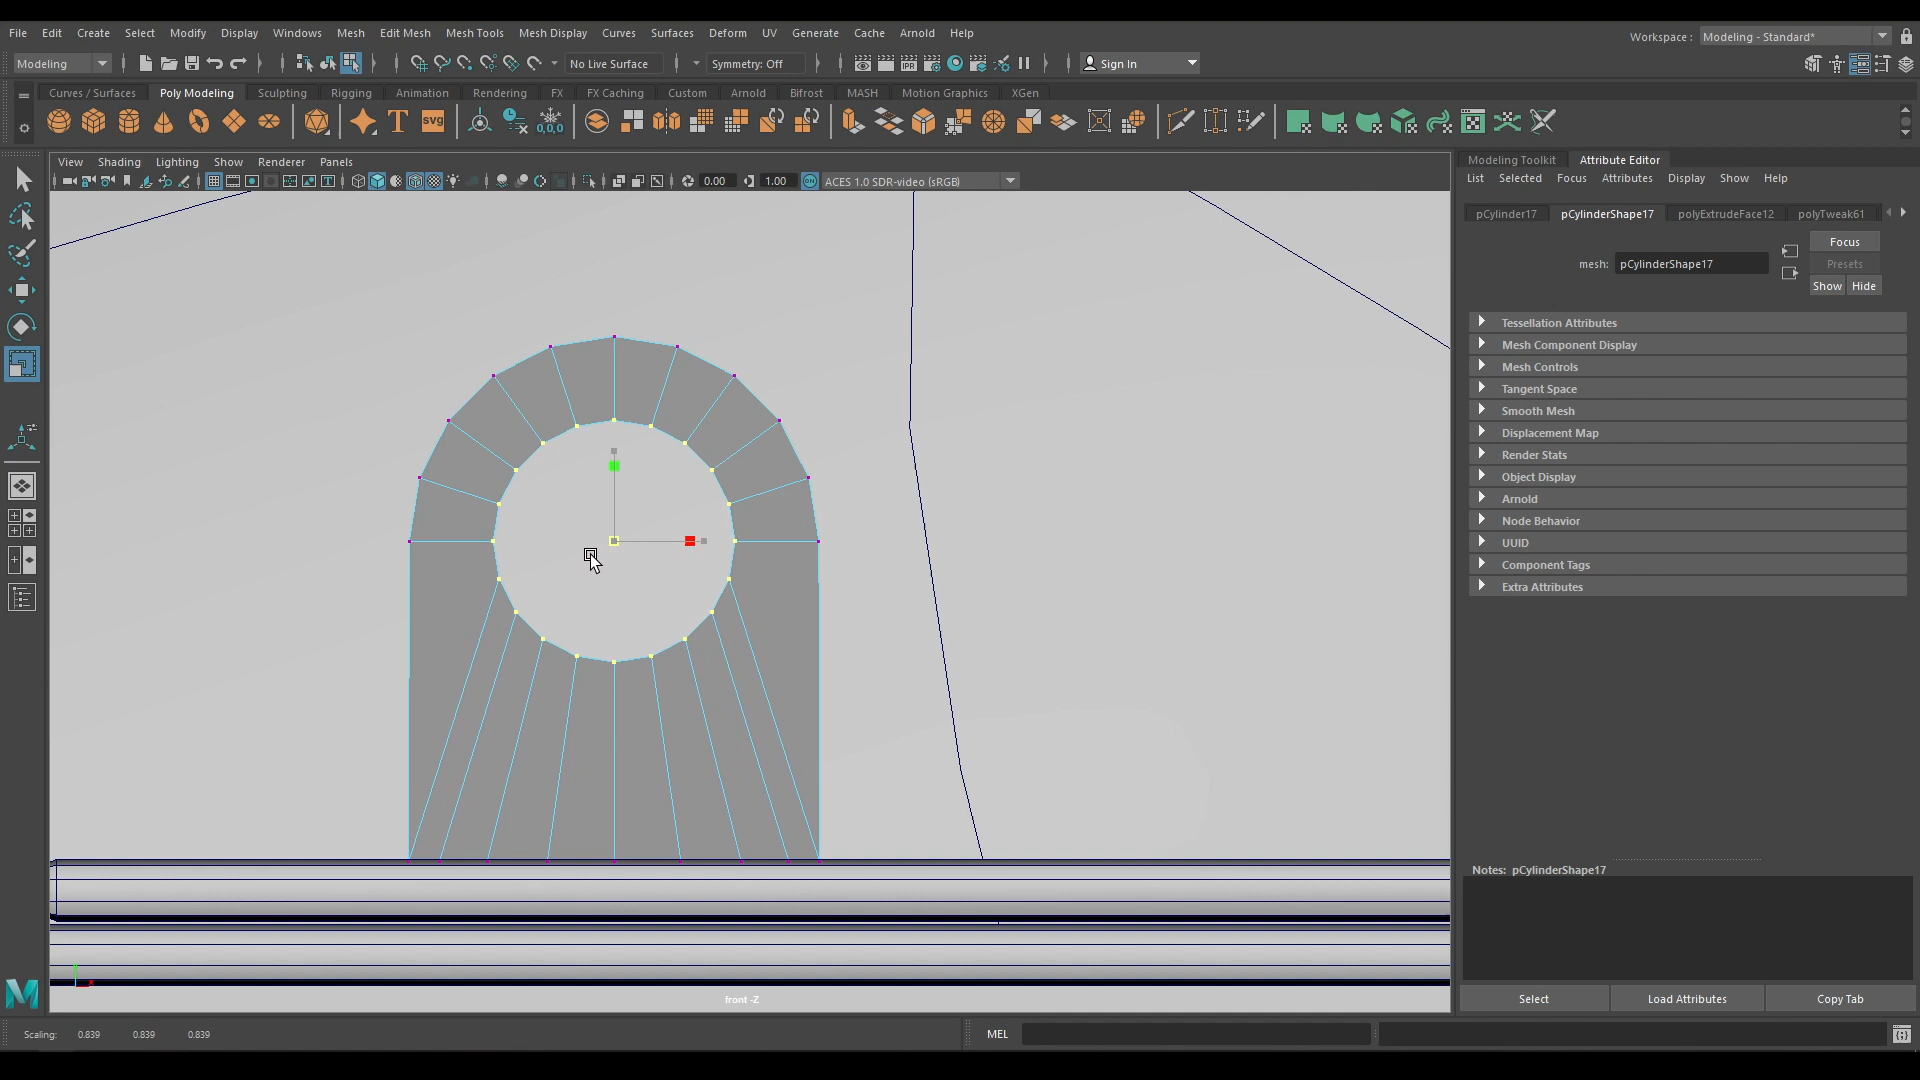 File Edit Create Select Modify Display Windows Mesh Edit Mesh Mesh Tools Mesh Display Curves Surfaces Deform UV Generate Cache Arnold Help
Workspace : Modeling - Standard*
Modeling No Live Surface Symmetry: Off Sign In
Curves / Surfaces Poly Modeling Sculpting Rigging Animation Rendering FX FX Caching Custom Arnold Bifrost MASH Motion Graphics XGen
T svg 0,0,0
IPR
View Shading Lighting Show Renderer Panels
0.00 1.00 ON ACES 1.0 SDR-video (sRGB)
Modeling Toolkit Attribute Editor
List Selected Focus Attributes Display Show Help
pCylinder17 pCylinderShape17 polyExtrudeFace12 polyTweak61
Focus
mesh: pCylinderShape17
Presets
Show Hide
Tessellation Attributes
Mesh Component Display
Mesh Controls
Tangent Space
Smooth Mesh
Displacement Map
Render Stats
Object Display
Arnold
Node Behavior
UUID
Component Tags
Extra Attributes
Notes: pCylinderShape17
front -Z
Select Load Attributes Copy Tab
Scaling: 0.839 0.839 0.839
MEL